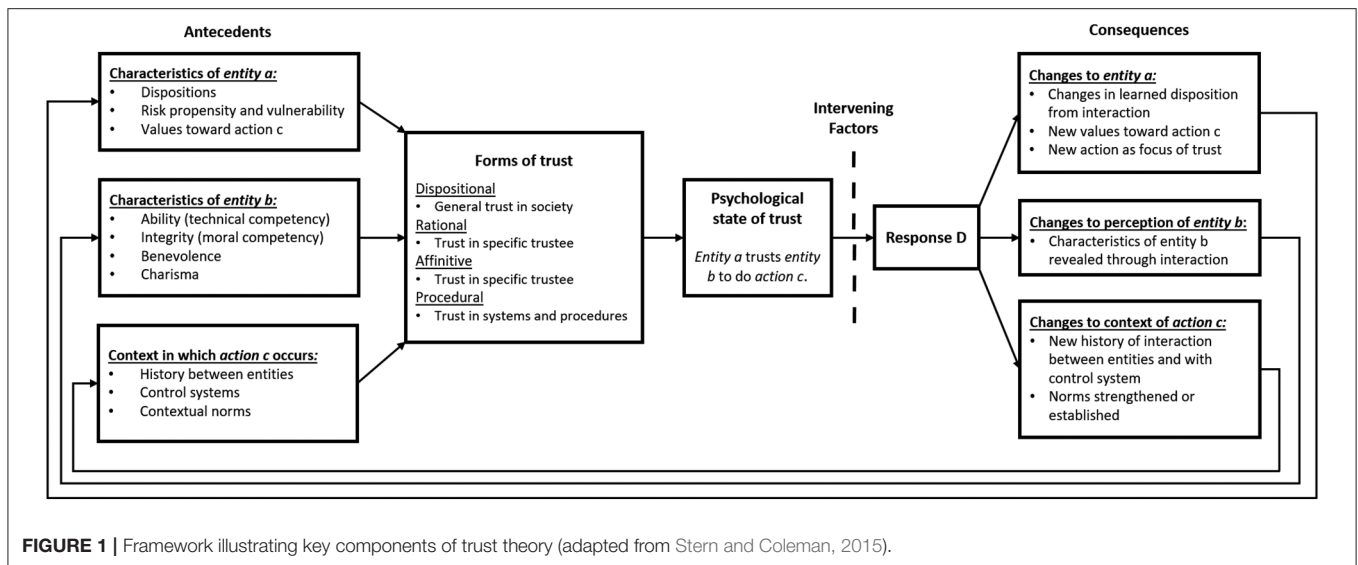 Antecedents
Characteristics of entity a:
• Dispositions
• Risk propensity and vulnerability
• Values toward action c
Characteristics of entity b:
• Ability (technical competency)
• Integrity (moral competency)
• Benevolence
• Charisma
Context in which action c occurs:
• History between entities
• Control systems
• Contextual norms
Forms of trust
Dispositional
• General trust in society
Rational
• Trust in specific trustee
Affinitive
• Trust in specific trustee
Procedural
• Trust in systems and procedures
Psychological
state of trust
Entity a trusts entity
b to do action c.
Intervening
Factors
Response D
Consequences
Changes to entity a:
• Changes in learned disposition
from interaction
• New values toward action c
• New action as focus of trust
Changes to perception of entity b:
• Characteristics of entity b
revealed through interaction
Changes to context of action c:
• New history of interaction
between entities and with
control system
• Norms strengthened or
established
FIGURE 1 | Framework illustrating key components of trust theory (adapted from Stern and Coleman, 2015).